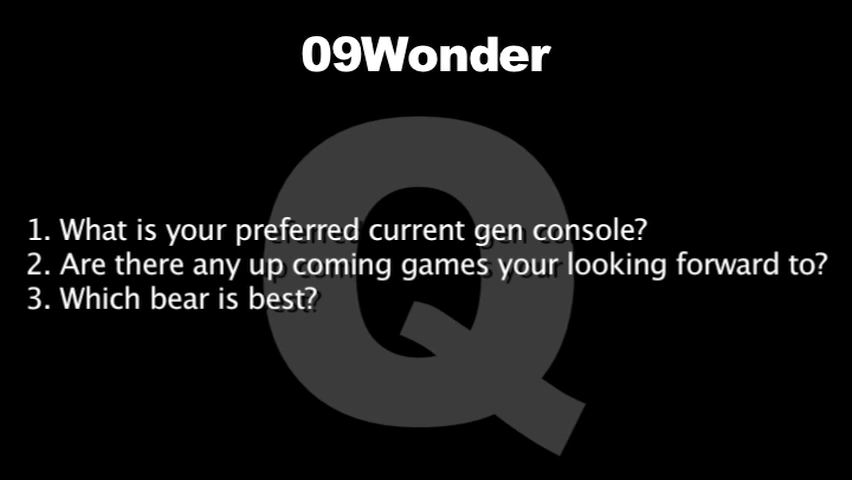 09Wonder
Q
1. What is your preferred current gen console?
2. Are there any up coming games your looking forward to?
3. Which bear is best?